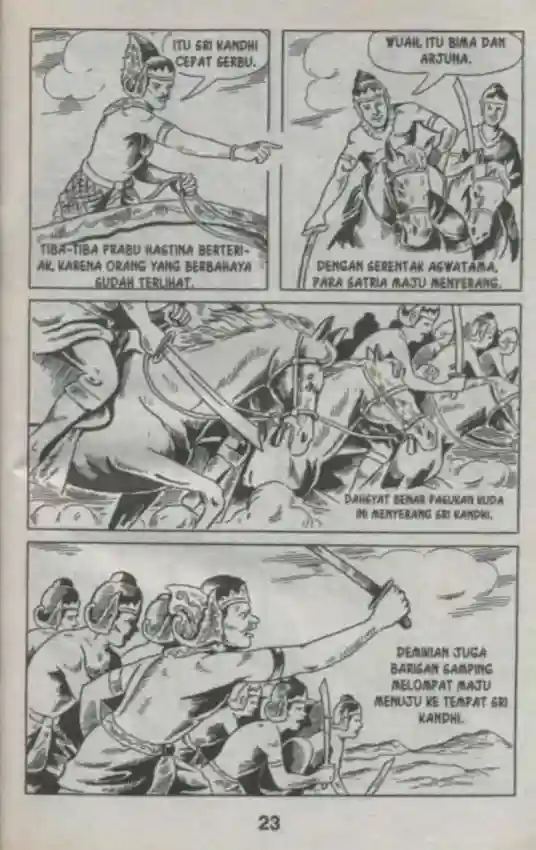 ITU SRI KANDHI
CEPAT SERBU.
TIBA-TIBA PRABU HASTINA BERTERI-
AK, KARENA ORANG YANG BERBAHAYA
SUDAH TERLIHAT.
WUAH, ITU BIMA DAN
ARJUNA.
DENGAN SERENTAK ASWATAMA,
PARA SATRIA MAJU MENYERANG.
DAHSYAT BENAR PASUKAN KUDA
INI MENYERANG SRI KANDHI.
DEMIKIAN JUGA
BARISAN SAMPING
MELOMPAT MAJU
MENUJU KE TEMPAT SRI
KANDHI.
23